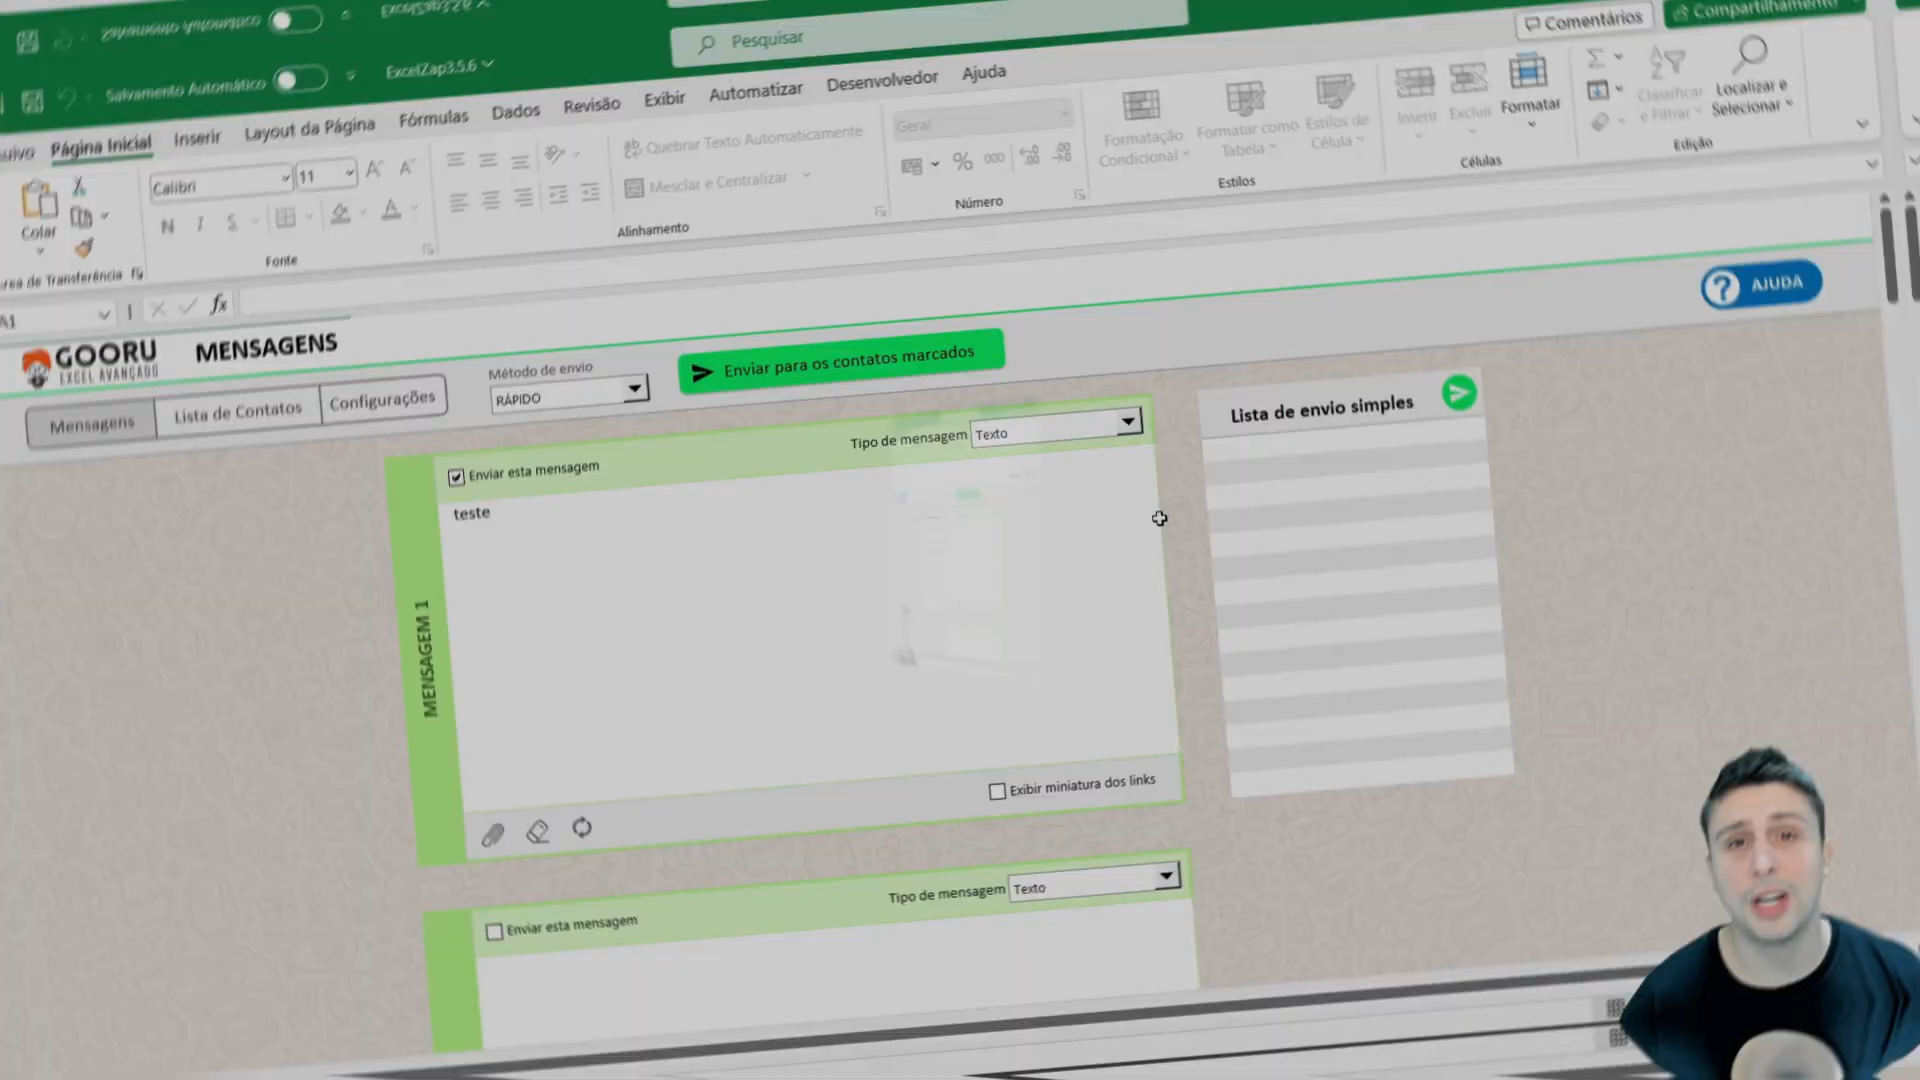 Salvamento Automático
ExcelZap3.5.6
Pesquisar
Comentários
Compartilhamento
Página Inicial
Inserir
Layout da Página
Fórmulas
Dados
Revisão
Exibir
Automatizar
Desenvolvedor
Ajuda
Colar
Calibri
11
N I S
Fonte
Quebrar Texto Automaticamente
Mesclar e Centralizar
Alinhamento
Geral
% 000
Número
Formatação Condicional
Formatar como Tabela
Estilos de Célula
Estilos
Inserir
Excluir
Formatar
Células
Classificar e Filtrar
Localizar e Selecionar
Edição
A1
fx
GOORU
EXCEL AVANÇADO
MENSAGENS
AJUDA
Mensagens
Lista de Contatos
Configurações
Método de envio
RÁPIDO
Enviar para os contatos marcados
Enviar esta mensagem
Tipo de mensagem
Texto
teste
MENSAGEM 1
Exibir miniatura dos links
Lista de envio simples
Enviar esta mensagem
Tipo de mensagem
Texto